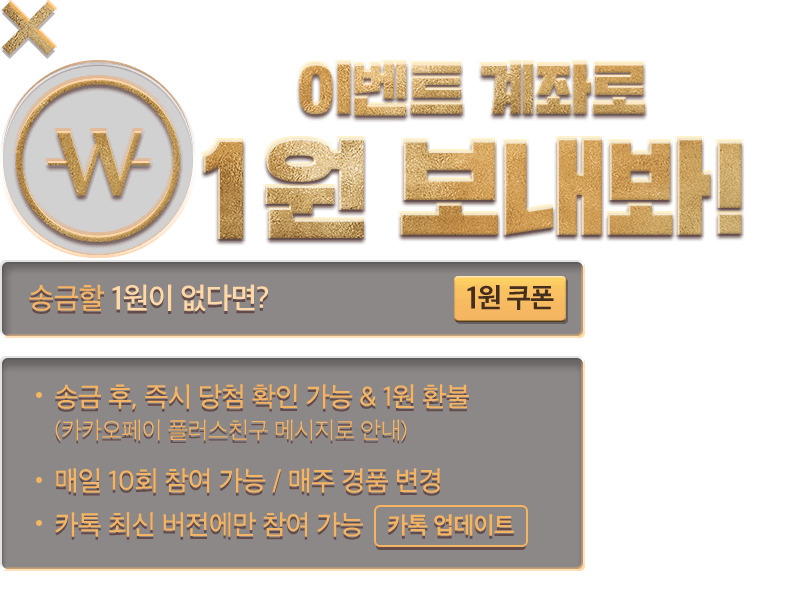 이벤트 계좌로
1원 보내봐!
송금할 1원이 없다면?
1원 쿠폰
• 송금 후, 즉시 당첨 확인 가능 & 1원 환불
(카카오페이 플러스친구 메시지로 안내)
• 매일 10회 참여 가능 / 매주 경품 변경
• 카톡 최신 버전에만 참여 가능 카톡 업데이트